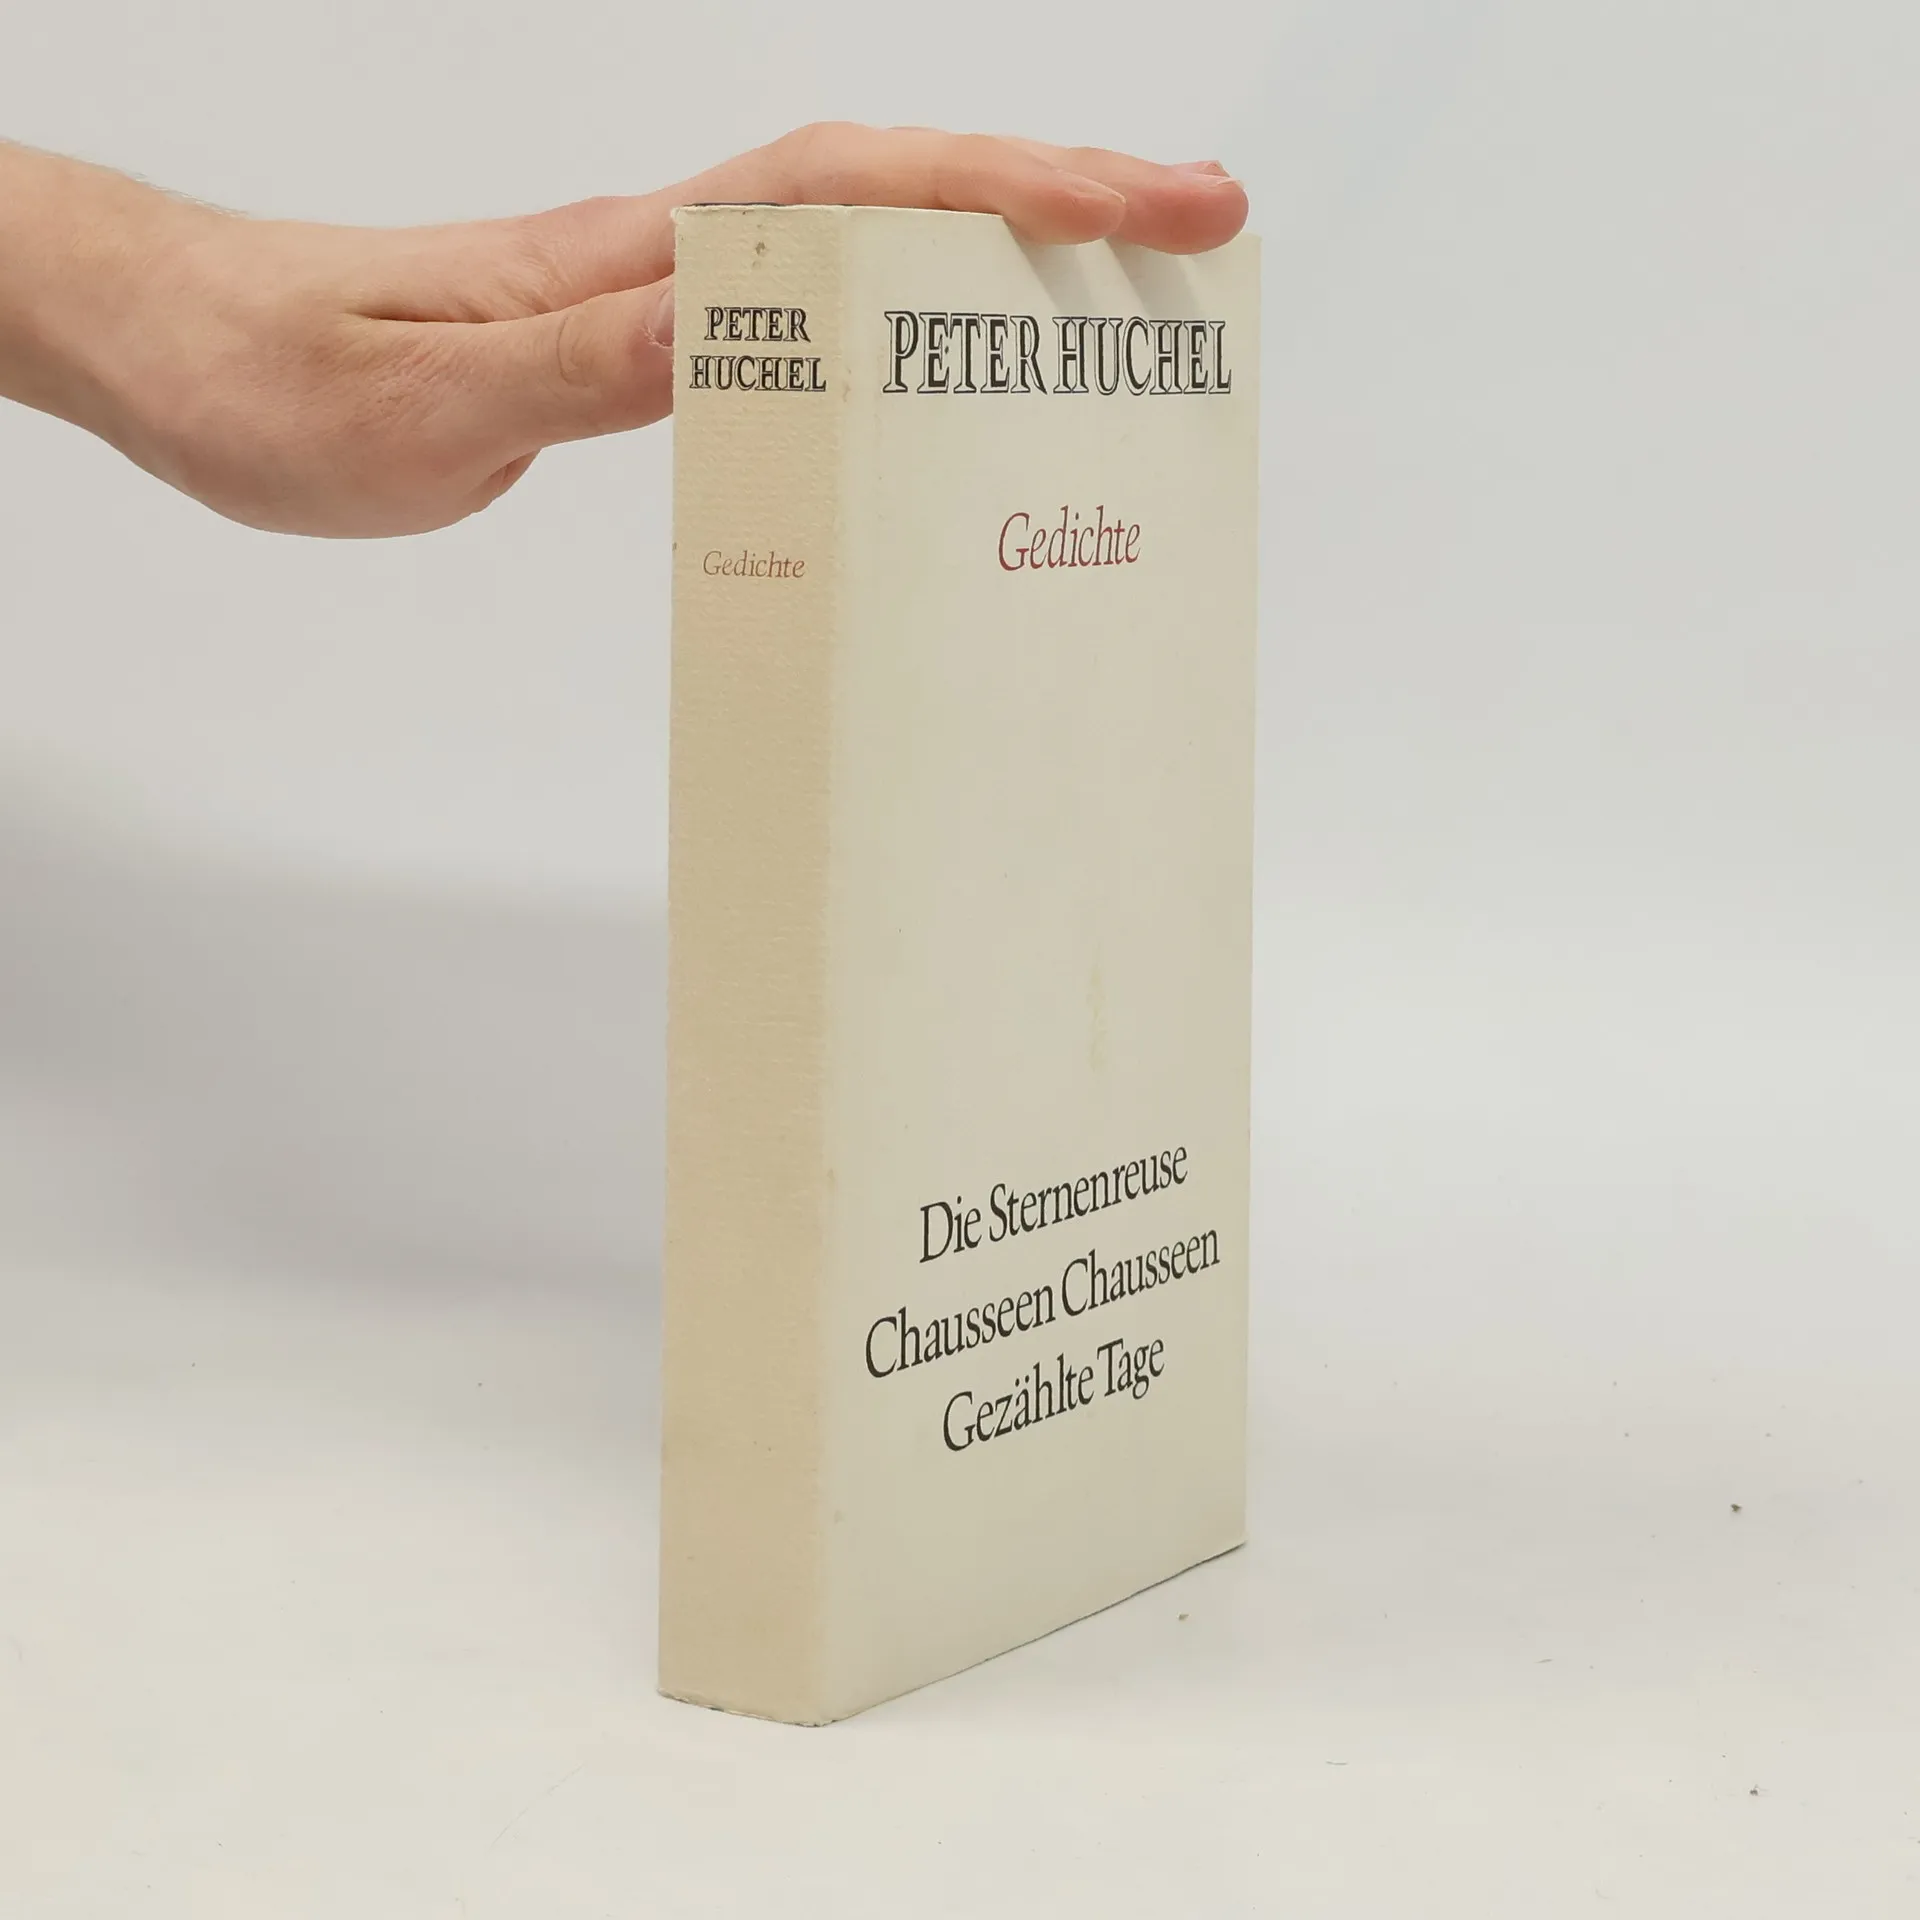 PETER
HUCHEL
Gedichte
PETER HUCHEL
Gedichte
Die Sternenreuse
Chausseen Chausseen
Gezählte Tage